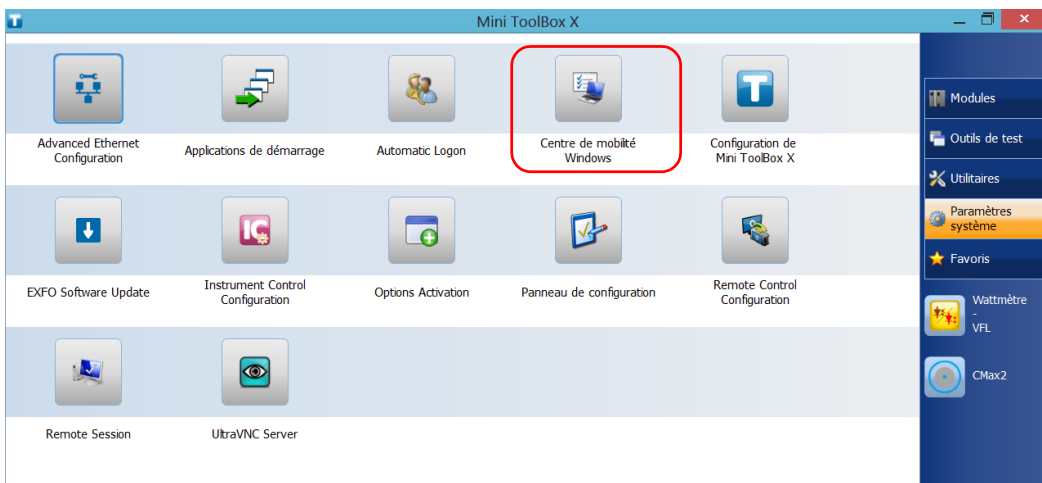 Mini ToolBox X
Advanced Ethernet
Configuration
Applications de démarrage
Automatic Logon
Centre de mobilité
Windows
Configuration de
Mini ToolBox X
EXFO Software Update
Instrument Control
Configuration
Options Activation
Panneau de configuration
Remote Control
Configuration
Remote Session
UltraVNC Server
Modules
Outils de test
Utilitaires
Paramètres
système
Favoris
Wattmètre
-
VFL
CMax2